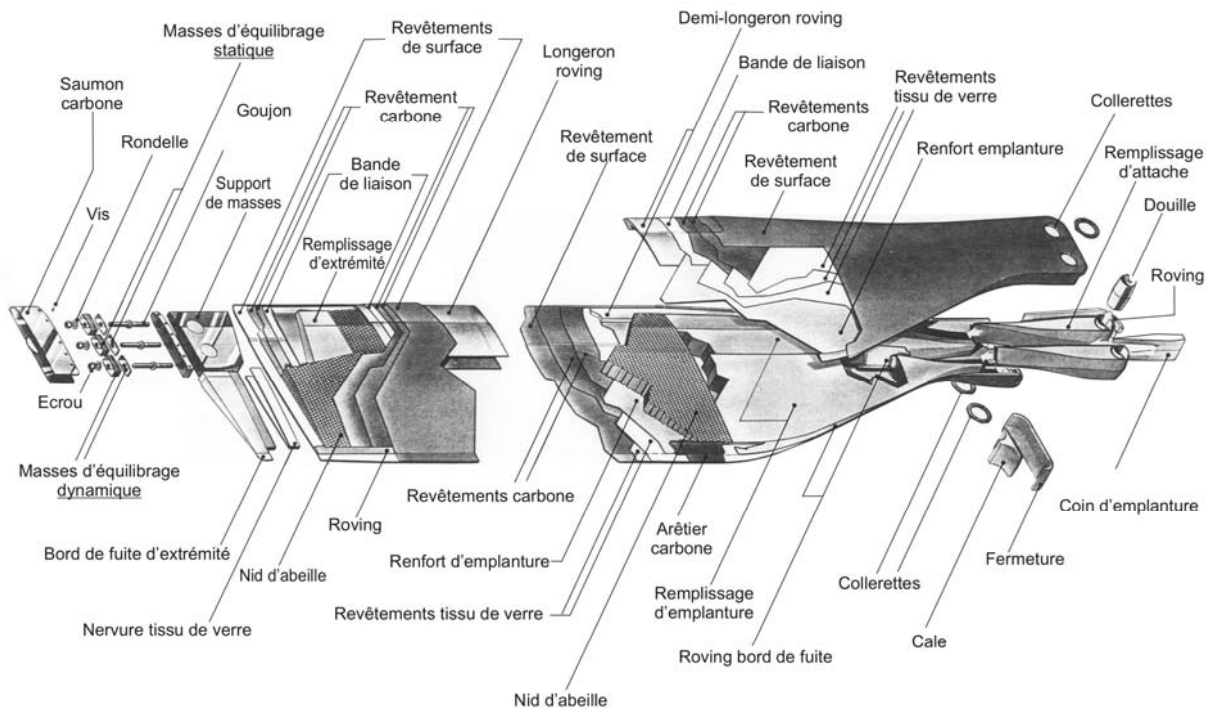 Masses d'équilibrage
statique
Revêtements
de surface
Demi-longeron roving
Longeron
roving
Bande de liaison
Saumon
carbone
Goujon
Revêtement
carbone
Revêtements
tissu de verre
Revêtements
carbone
Collerettes
Rondelle
Revêtement
de surface
Renfort emplanture
Remplissage
d'attache
Vis
Support
de masses
Bande
de liaison
Revêtement
de surface
Douille
Remplissage
d'extrémité
Roving
Ecrou
Masses d'équilibrage
dynamique
Revêtements carbone
Coin d'emplanture
Roving
Arêtier
carbone
Bord de fuite d'extrémité
Renfort d'emplanture
Fermeture
Nid d'abeille
Collerettes
Revêtements tissu de verre
Remplissage
d'emplanture
Nervure tissu de verre
Cale
Roving bord de fuite
Nid d'abeille